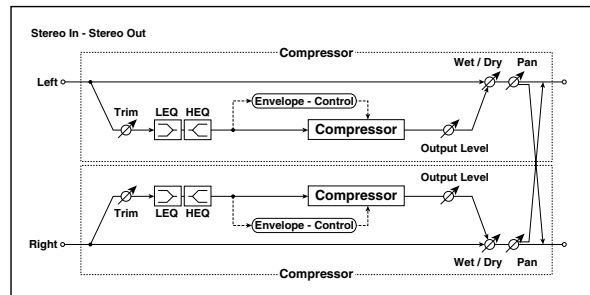 Stereo In - Stereo Out
Compressor
Wet / Dry Pan
Left
Trim LEQ HEQ Envelope - Control
Compressor
Output Level
Output Level
Compressor
Trim LEQ HEQ Envelope - Control
Right
Wet / Dry Pan
Compressor